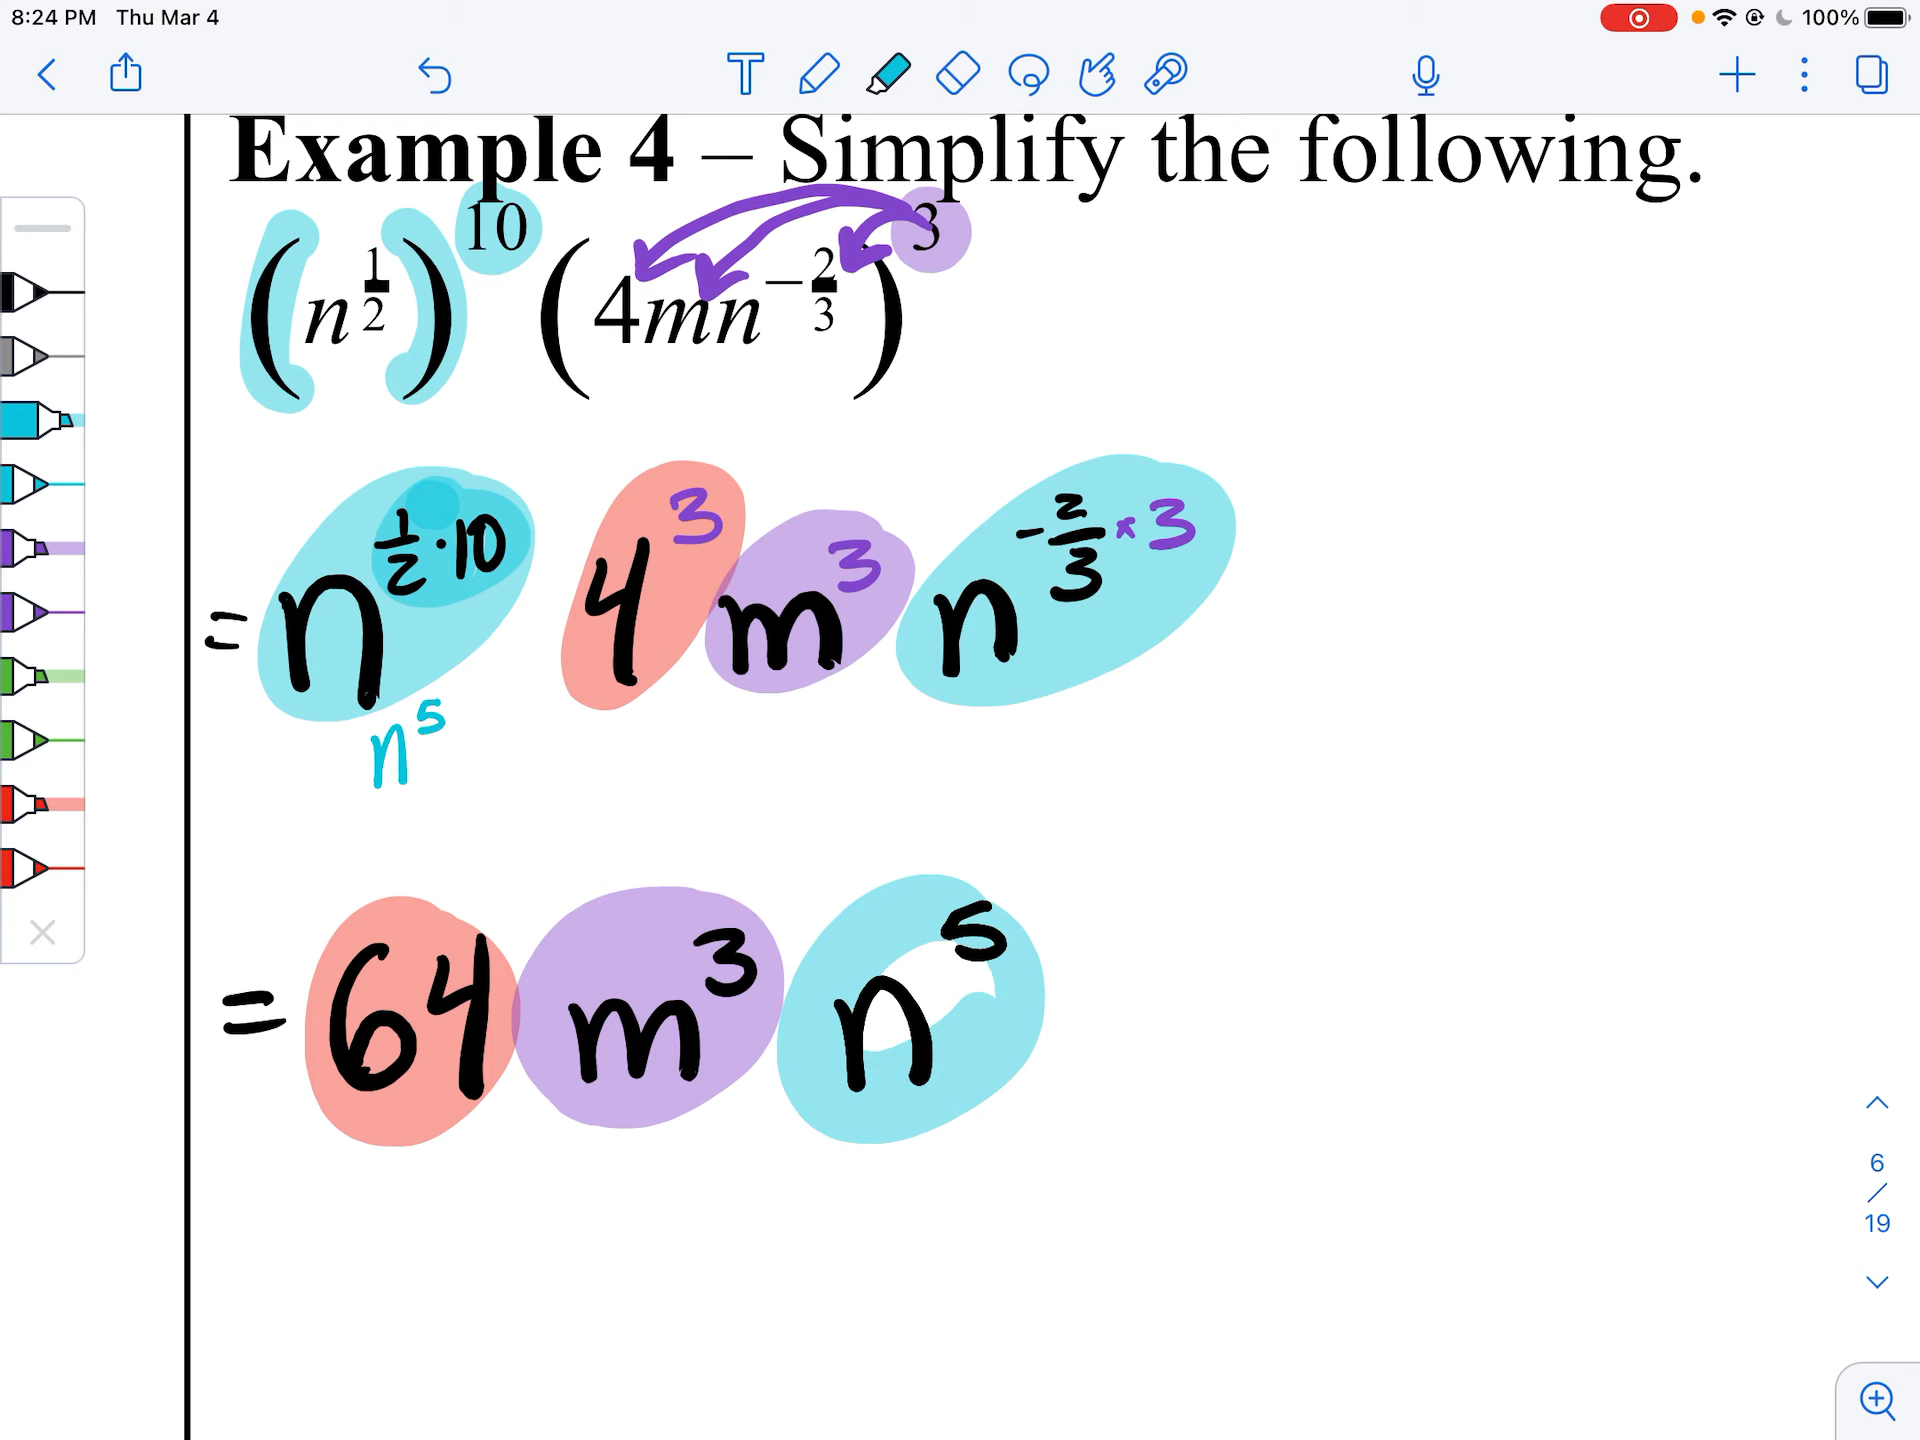 8:24 PM Thu Mar 4 100%
T
Example 4 – Simplify the following.
(n^(1/2))^10 (4mn^(-2/3))^3
= n^(1/2 · 10) 4^3 m^3 n^(-2/3 × 3)
n^5
= 64 m^3 n^5
6
/
19